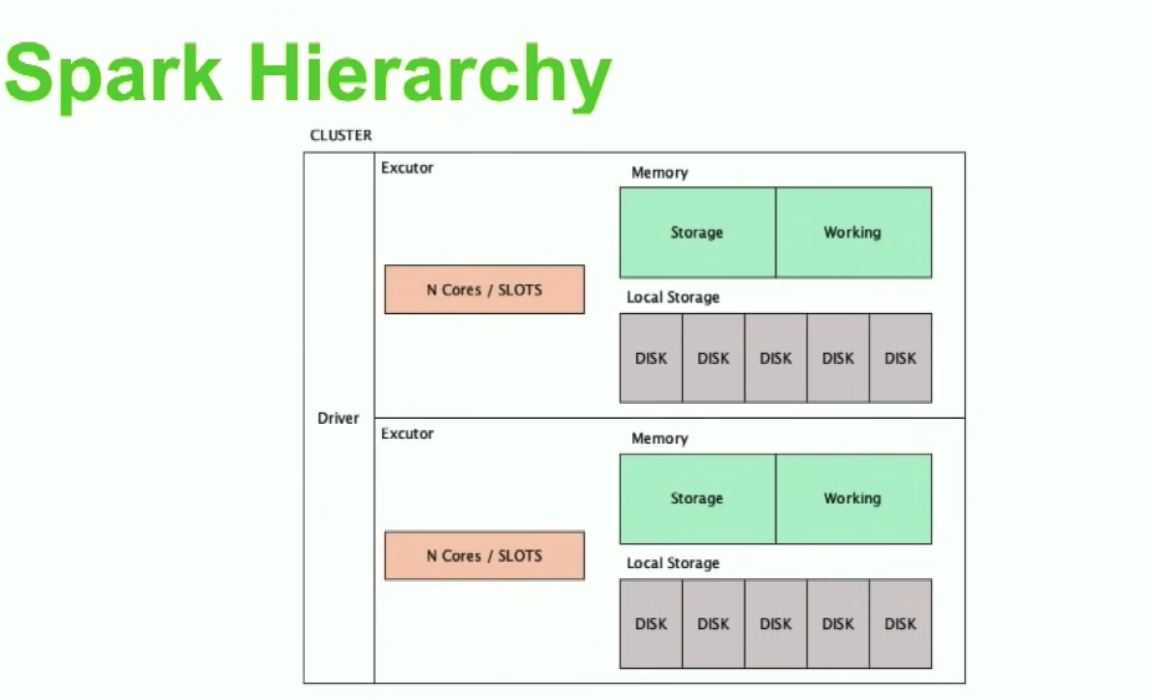 Spark Hierarchy
CLUSTER
Driver
Excutor
N Cores / SLOTS
Memory
Storage
Working
Local Storage
DISK
DISK
DISK
DISK
DISK
Excutor
N Cores / SLOTS
Memory
Storage
Working
Local Storage
DISK
DISK
DISK
DISK
DISK